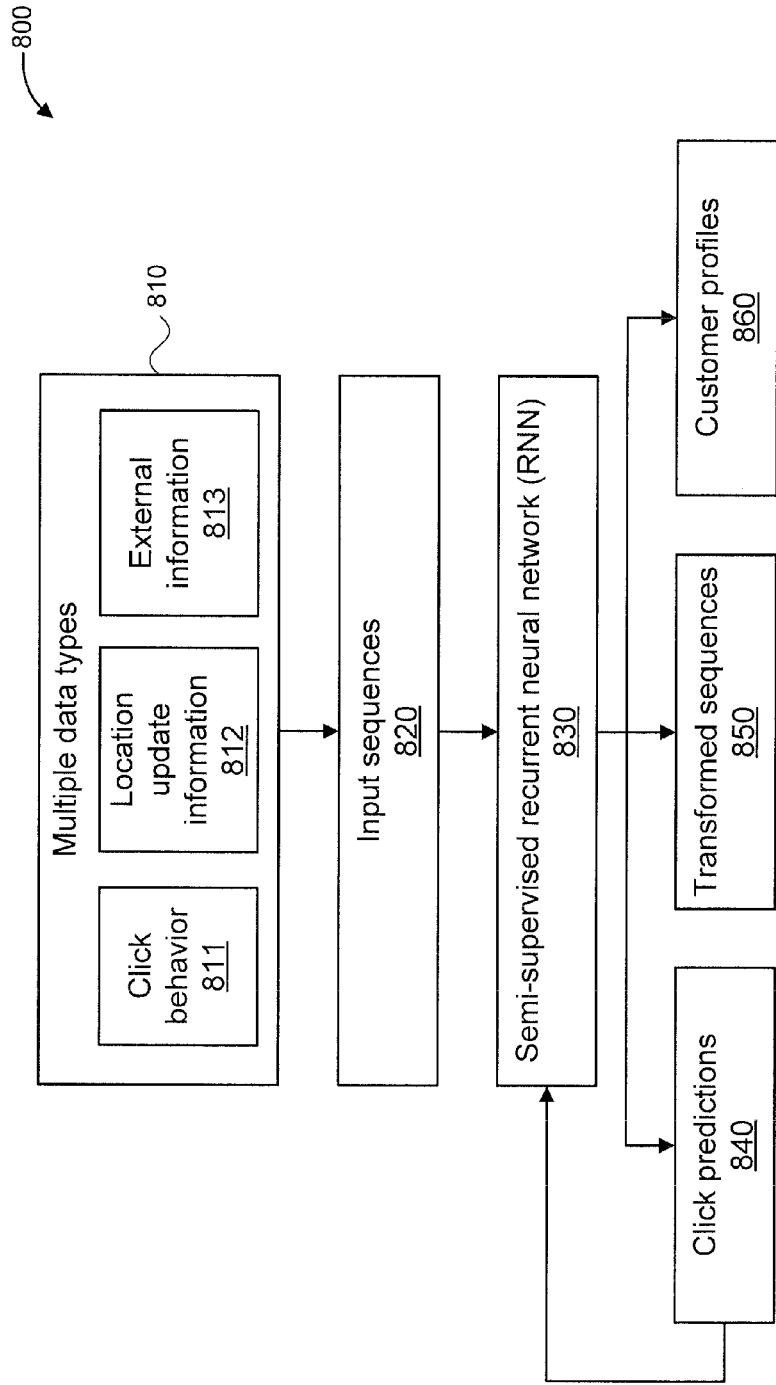 800
810
Multiple data types
Click
behavior
811
Location
update
information
812
External
information
813
Input sequences
820
Semi-supervised recurrent neural network (RNN)
830
Click predictions
840
Transformed sequences
850
Customer profiles
860